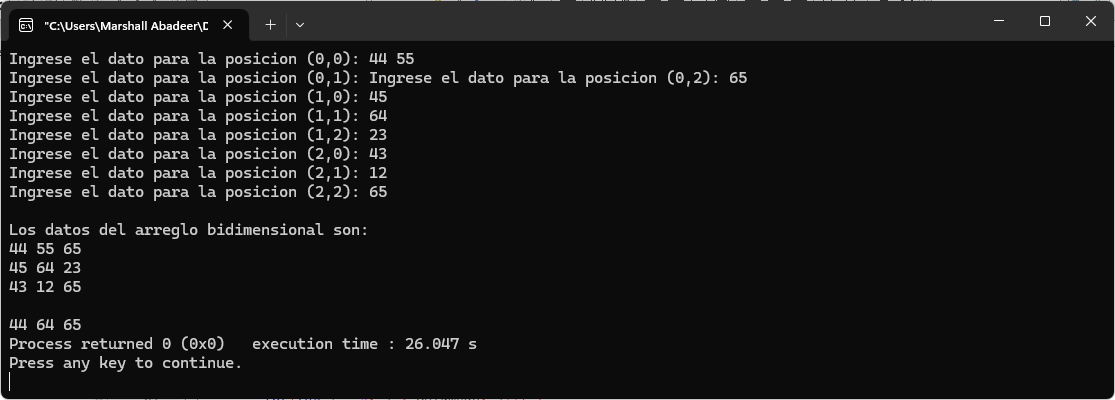 "C:\Users\Marshall Abadeer\D
Ingrese el dato para la posicion (0,0): 44 55
Ingrese el dato para la posicion (0,1): Ingrese el dato para la posicion (0,2): 65
Ingrese el dato para la posicion (1,0): 45
Ingrese el dato para la posicion (1,1): 64
Ingrese el dato para la posicion (1,2): 23
Ingrese el dato para la posicion (2,0): 43
Ingrese el dato para la posicion (2,1): 12
Ingrese el dato para la posicion (2,2): 65
Los datos del arreglo bidimensional son:
44 55 65
45 64 23
43 12 65
44 64 65
Process returned 0 (0x0)   execution time : 26.047 s
Press any key to continue.